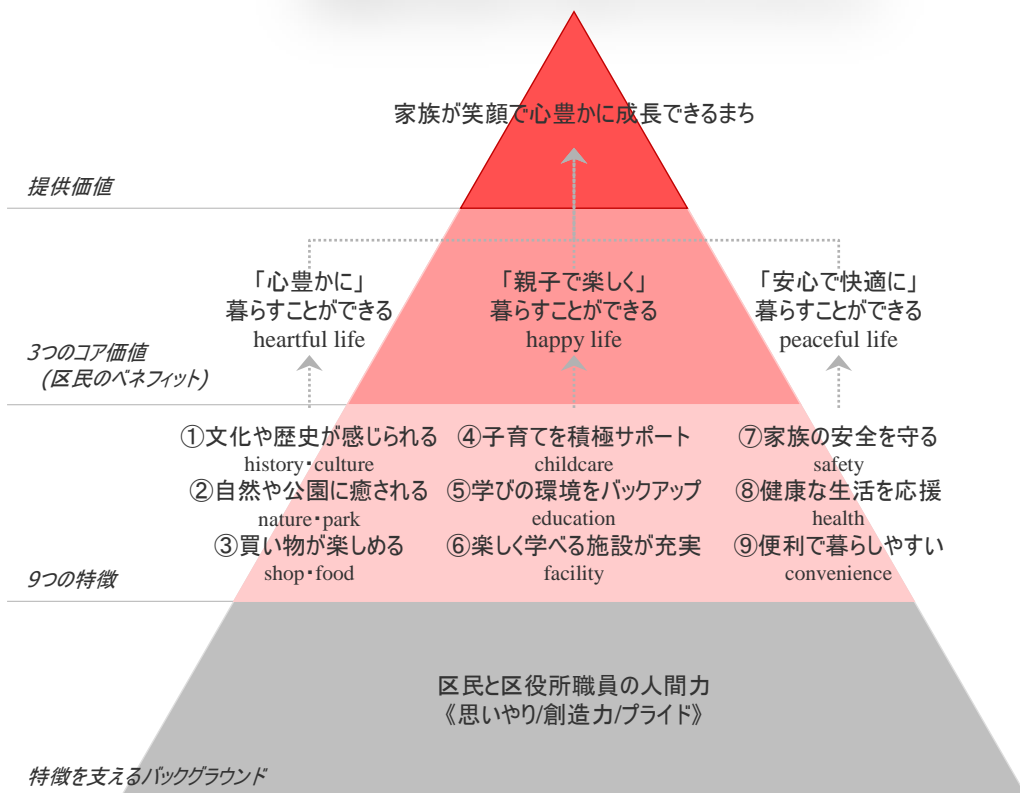 家族が笑顔で心豊かに成長できるまち
提供価値
「心豊かに」
暮らすことができる
heartful life
「親子で楽しく」
暮らすことができる
happy life
「安心で快適に」
暮らすことができる
peaceful life
3つのコア価値
(区民のベネフィット)
①文化や歴史が感じられる
history・culture
②自然や公園に癒される
nature・park
③買い物が楽しめる
shop・food
④子育てを積極サポート
childcare
⑤学びの環境をバックアップ
education
⑥楽しく学べる施設が充実
facility
⑦家族の安全を守る
safety
⑧健康な生活を応援
health
⑨便利で暮らしやすい
convenience
9つの特徴
区民と区役所職員の人間力
《思いやり/創造力/プライド》
特徴を支えるバックグラウンド